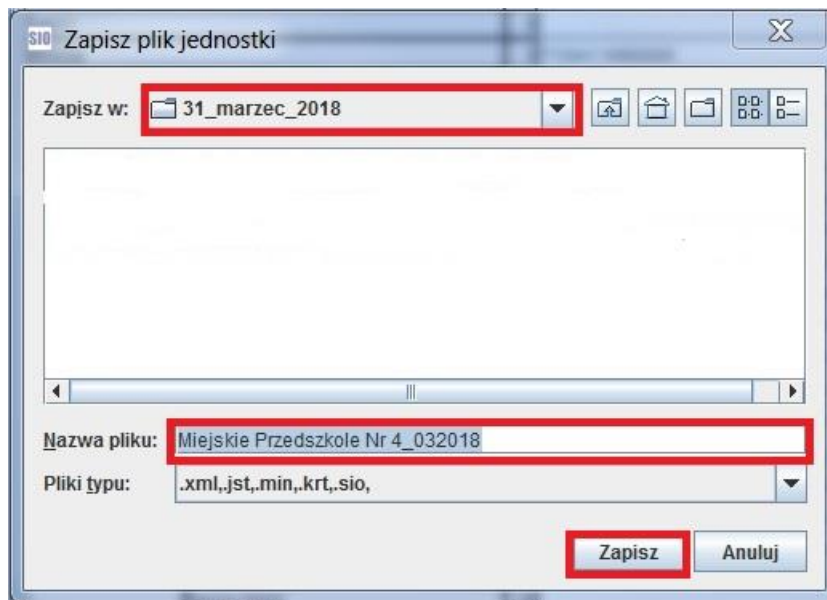 SIO Zapisz plik jednostki
Zapisz w: 31_marzec_2018
Nazwa pliku: Miejskie Przedszkole Nr 4_032018
Pliki typu: .xml,.jst,.min,.krt,.sio,
Zapisz Anuluj